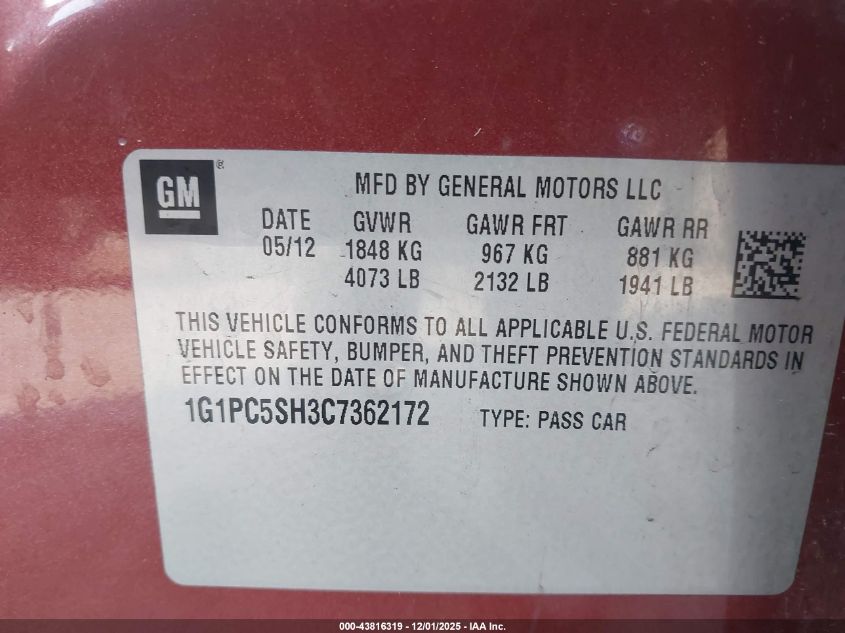 GM ®
MFD BY GENERAL MOTORS LLC
DATE GVWR GAWR FRT GAWR RR
05/12 1848 KG 967 KG 881 KG
4073 LB 2132 LB 1941 LB
THIS VEHICLE CONFORMS TO ALL APPLICABLE U.S. FEDERAL MOTOR
VEHICLE SAFETY, BUMPER, AND THEFT PREVENTION STANDARDS IN
EFFECT ON THE DATE OF MANUFACTURE SHOWN ABOVE.
1G1PC5SH3C7362172 TYPE: PASS CAR
000-43816319 - 12/01/2025 - IAA Inc.